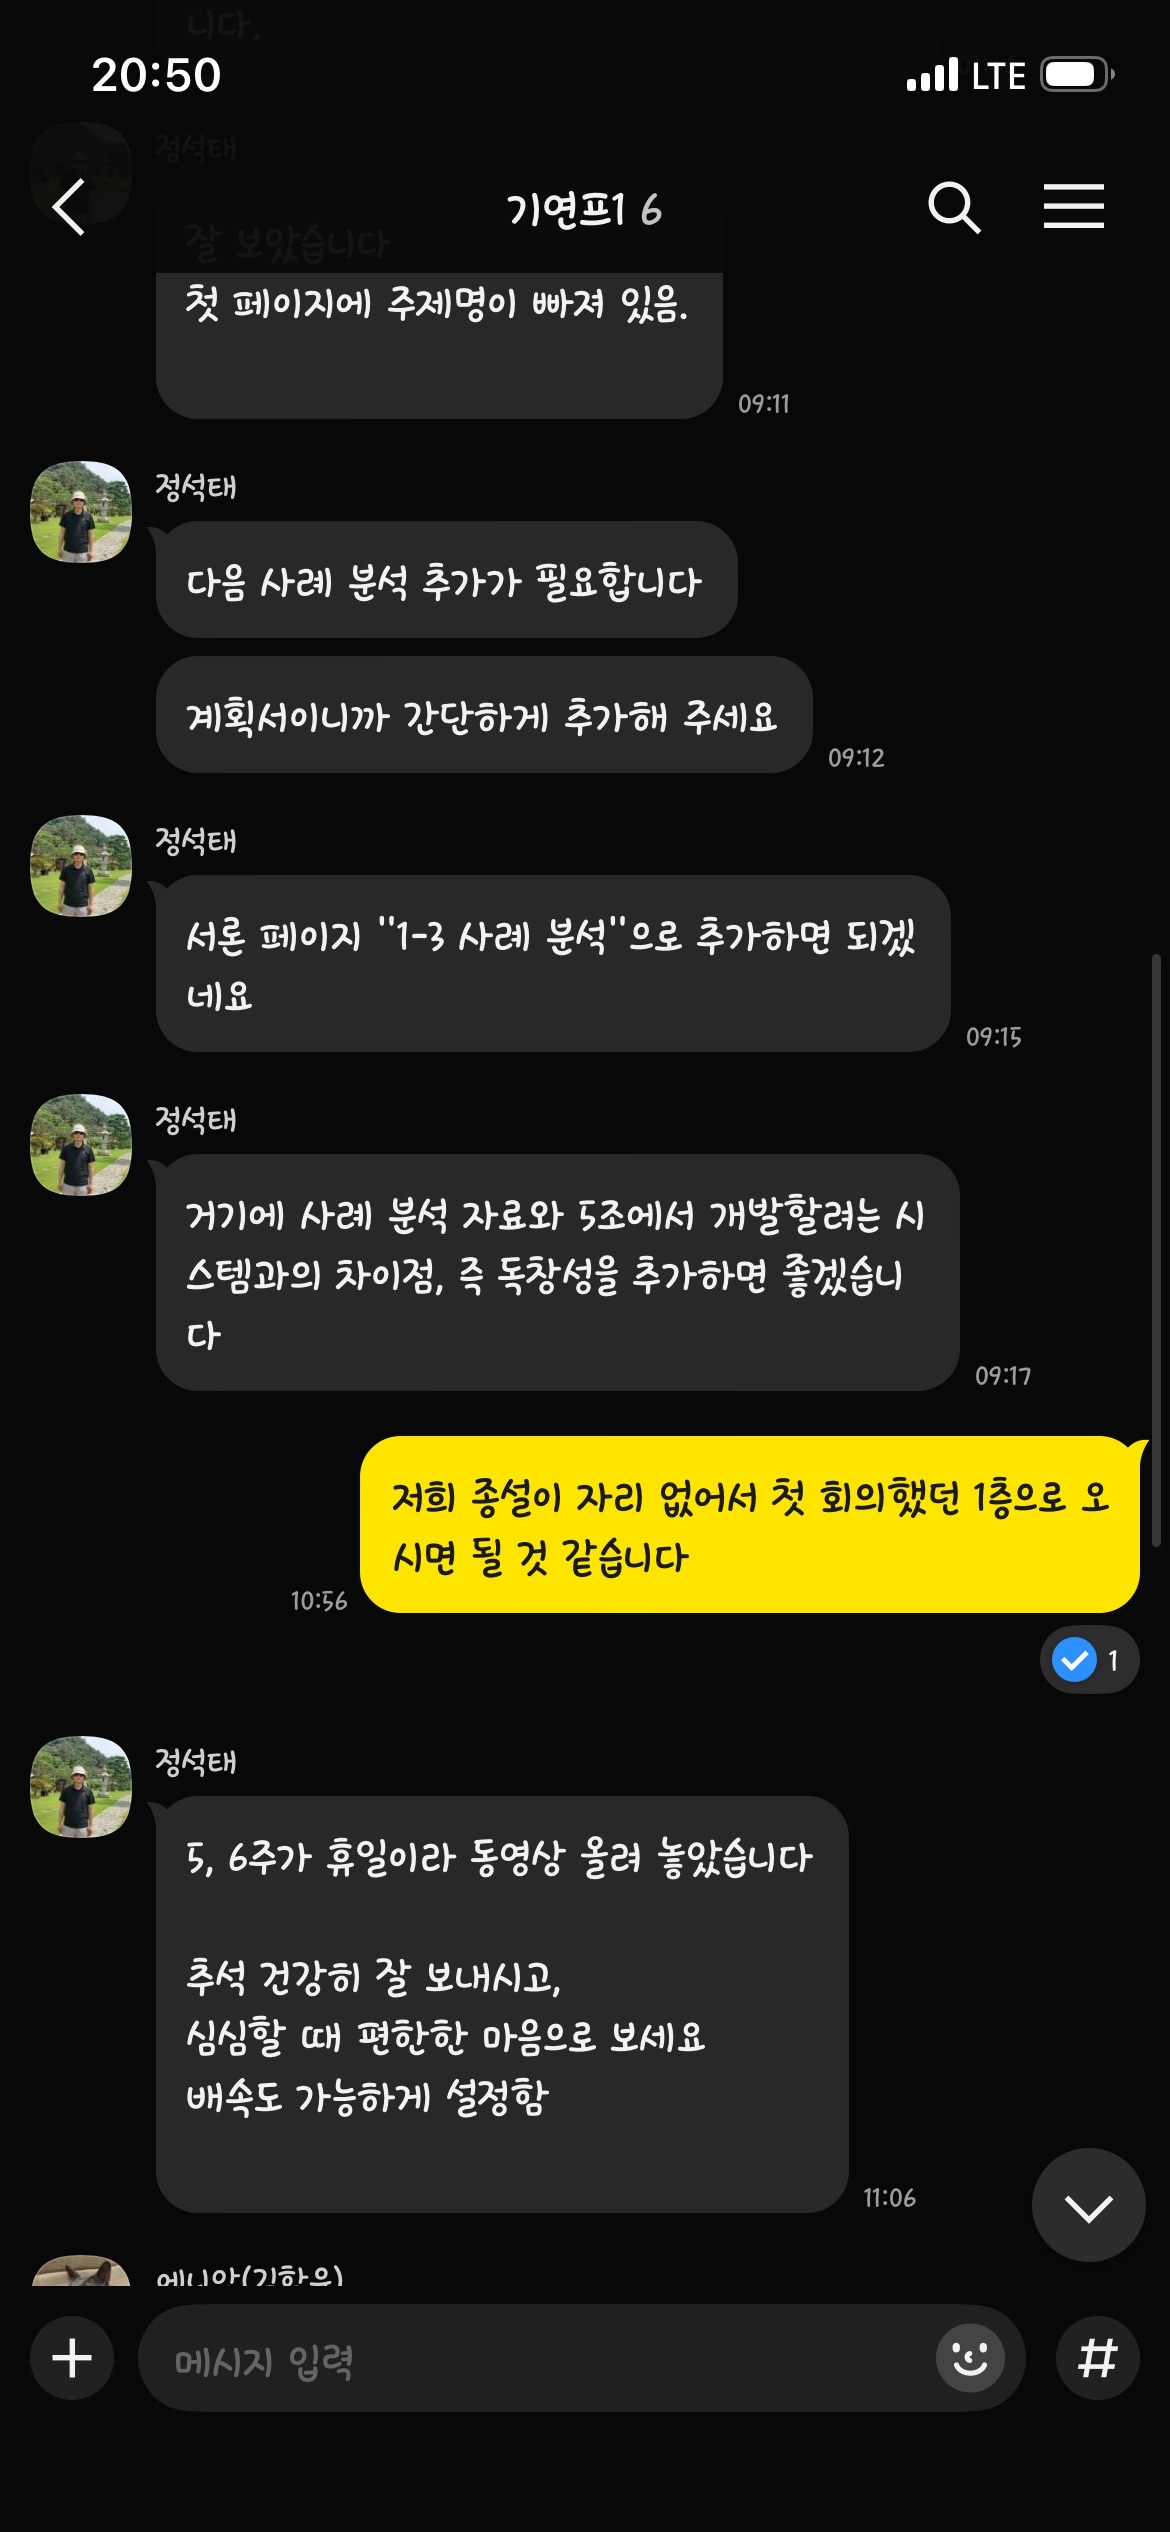 니다.
20:50
LTE
정석태
기연프1 6
잘 보았습니다
첫 페이지에 주제명이 빠져 있음.
09:11
정석태
다음 사례 분석 추가가 필요합니다
계획서이니까 간단하게 추가해 주세요
09:12
정석태
서론 페이지 "1-3 사례 분석"으로 추가하면 되겠
네요
09:15
정석태
거기에 사례 분석 자료와 5조에서 개발할려는 시
스템과의 차이점, 즉 독창성을 추가하면 좋겠습니
다
09:17
저희 종설이 자리 없어서 첫 회의했던 1층으로 오
시면 될 것 같습니다
10:56
1
정석태
5, 6주가 휴일이라 동영상 올려 놓았습니다
추석 건강히 잘 보내시고,
심심할 때 편한한 마음으로 보세요
배속도 가능하게 설정함
11:06
메시지 입력
#